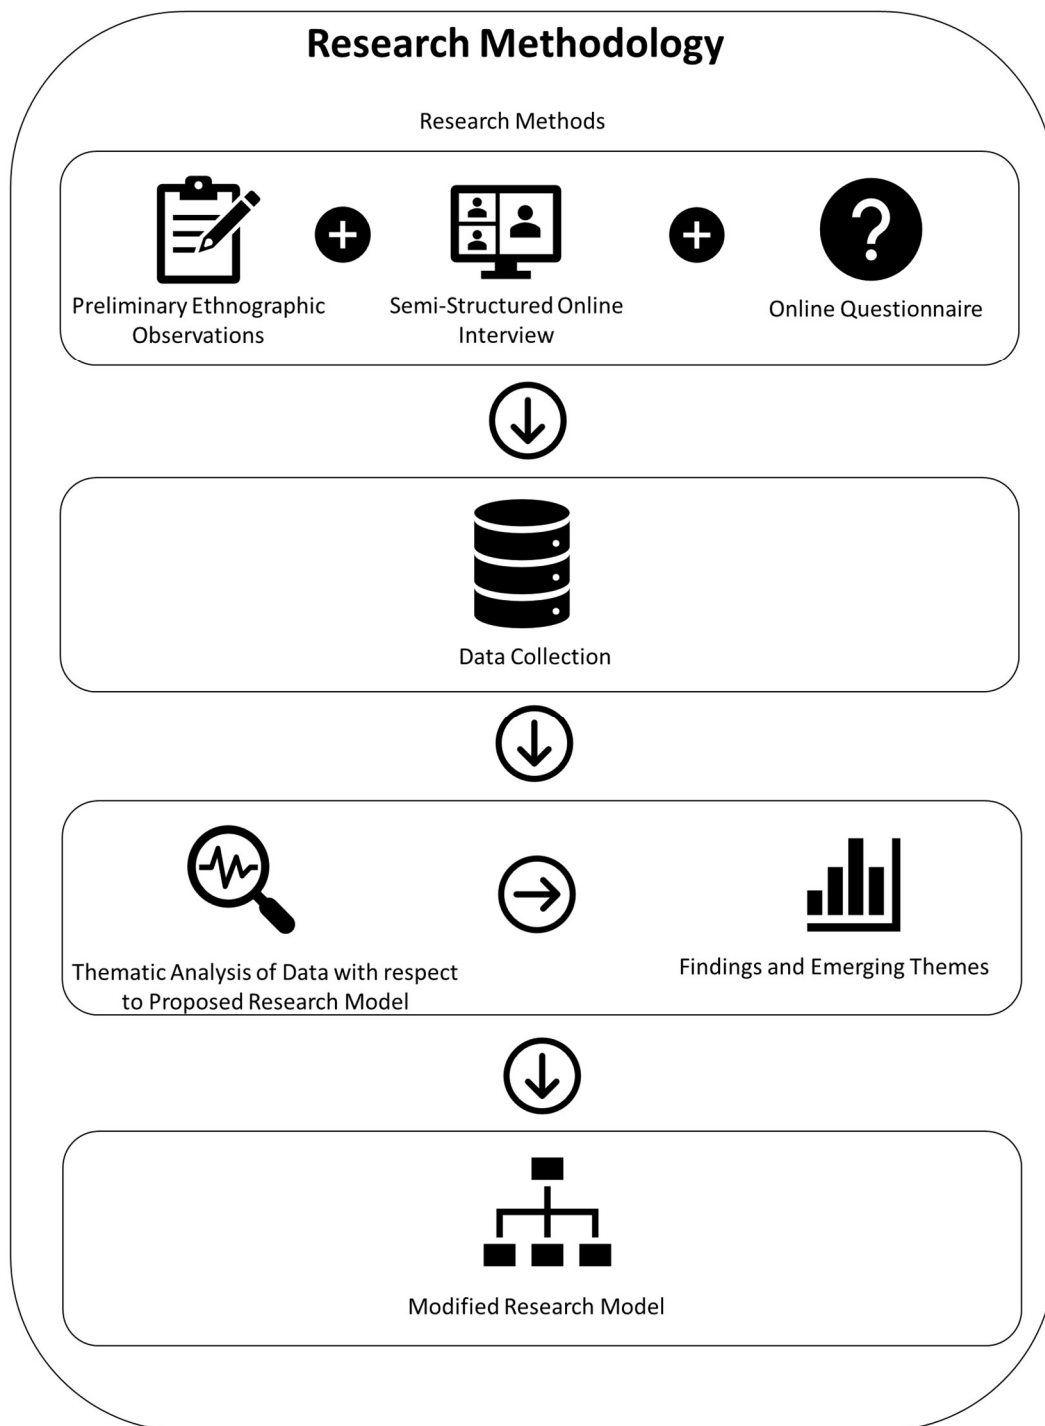 Research Methodology
Research Methods
Preliminary Ethnographic
Observations
Semi-Structured Online
Interview
Online Questionnaire
Data Collection
Thematic Analysis of Data with respect
to Proposed Research Model
Findings and Emerging Themes
Modified Research Model